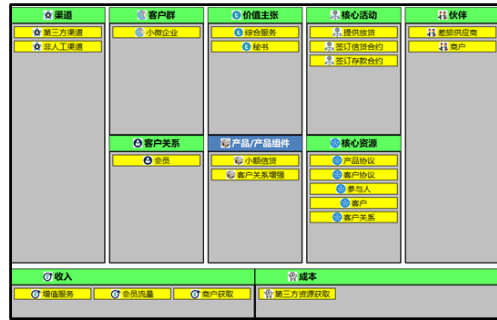 渠道
第三方渠道
非人工渠道
客户群
小微企业
价值主张
综合服务
秘书
核心活动
提供放贷
签订信贷合约
签订存款合约
伙伴
差旅供应商
商户
客户关系
会员
产品/产品组件
小额信贷
客户关系增强
核心资源
产品协议
客户协议
参与人
客户
客户关系
收入
增值服务
会员流量
商户获取
成本
第三方资源获取